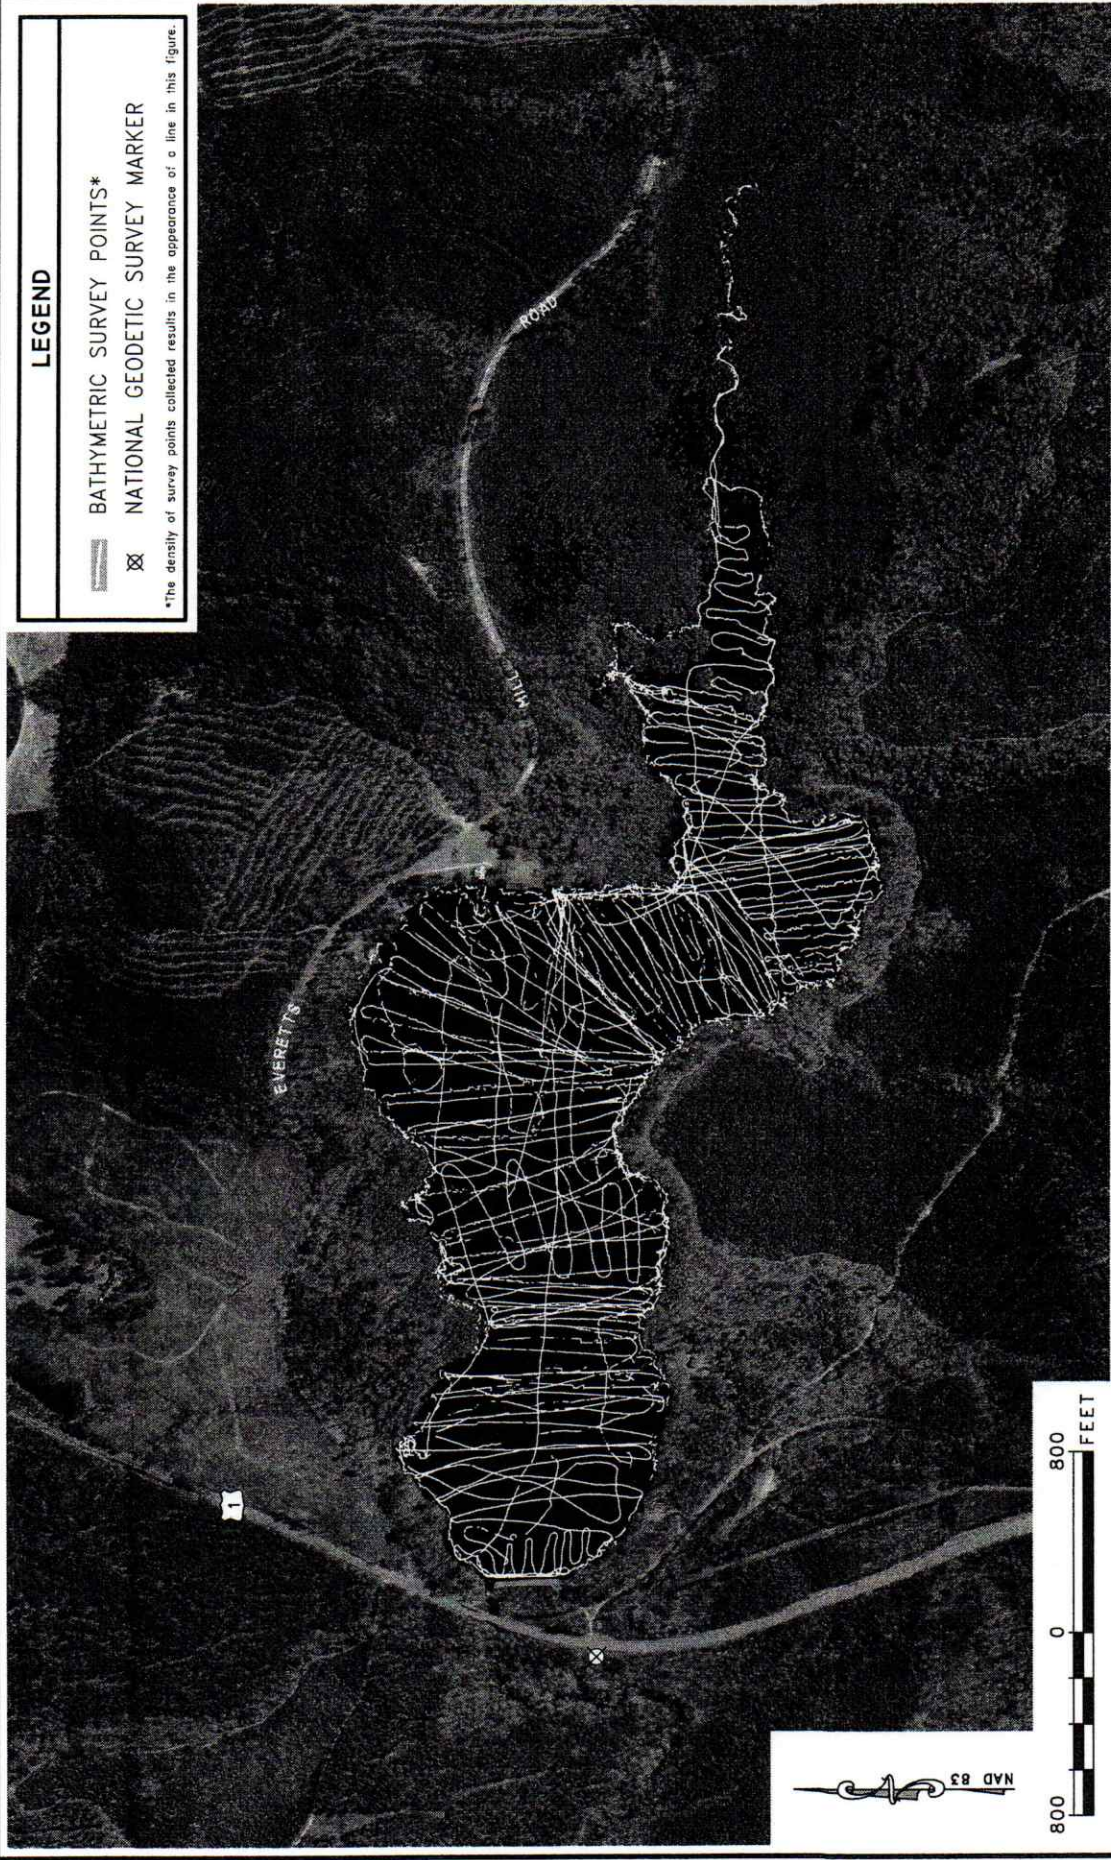 LEGEND
BATHYMETRIC SURVEY POINTS*
NATIONAL GEODETIC SURVEY MARKER
*The density of survey points collected results in the appearance of a line in this figure.
ROAD
MILL
EVERETTS
1
NAD 83
800 0 800
FEET